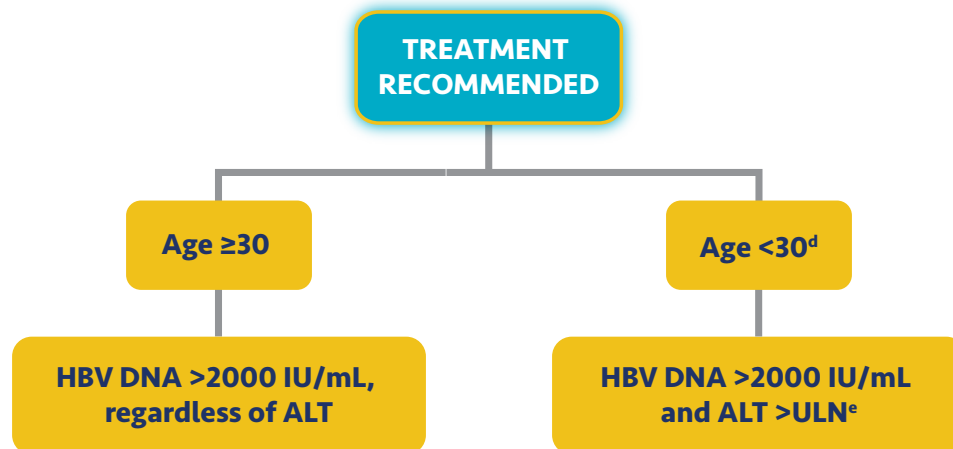 TREATMENT
RECOMMENDED
Age ≥30
Age <30ᵈ
HBV DNA >2000 IU/mL,
regardless of ALT
HBV DNA >2000 IU/mL
and ALT >ULNᵉ